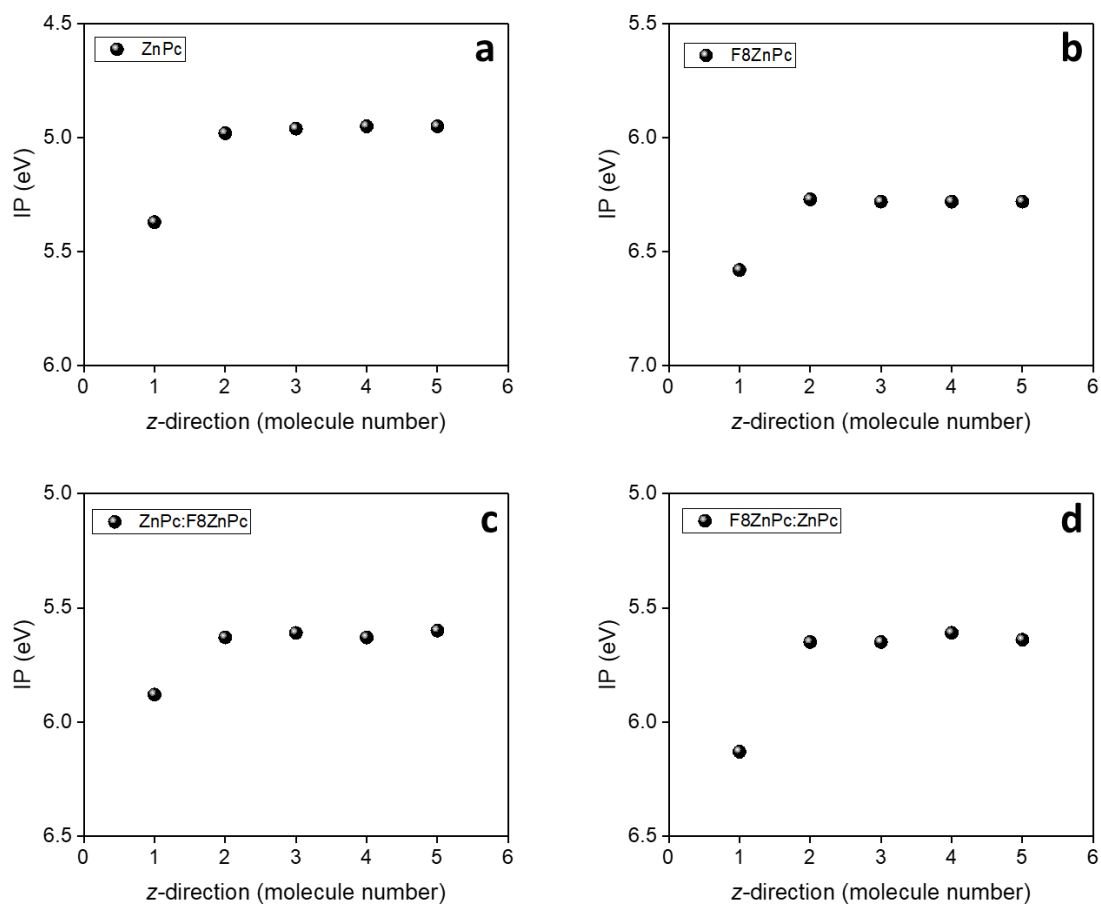 4.5
ZnPc
a
5.0
IP (eV)
5.5
6.0
0 1 2 3 4 5 6
z-direction (molecule number)
5.5
F8ZnPc
b
6.0
IP (eV)
6.5
7.0
0 1 2 3 4 5 6
z-direction (molecule number)
5.0
ZnPc:F8ZnPc
c
5.5
IP (eV)
6.0
6.5
0 1 2 3 4 5 6
z-direction (molecule number)
5.0
F8ZnPc:ZnPc
d
5.5
IP (eV)
6.0
6.5
0 1 2 3 4 5 6
z-direction (molecule number)